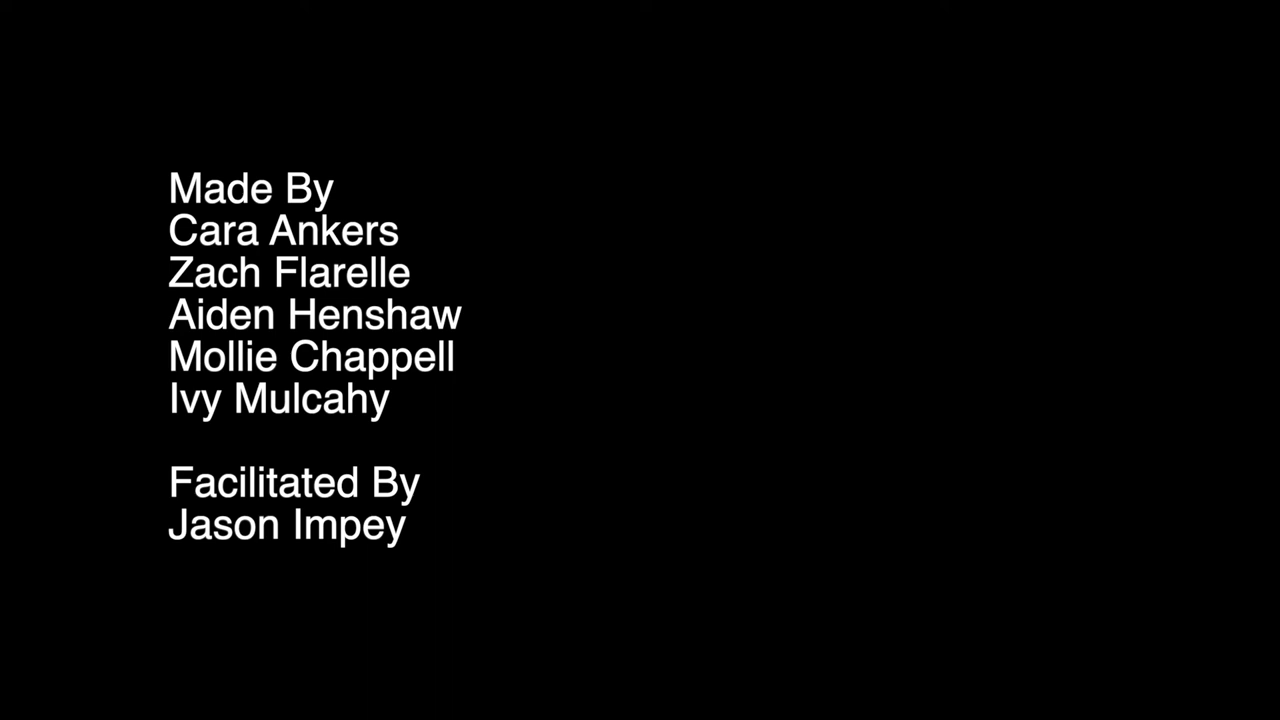 Made By
Cara Ankers
Zach Flarelle
Aiden Henshaw
Mollie Chappell
Ivy Mulcahy
Facilitated By
Jason Impey